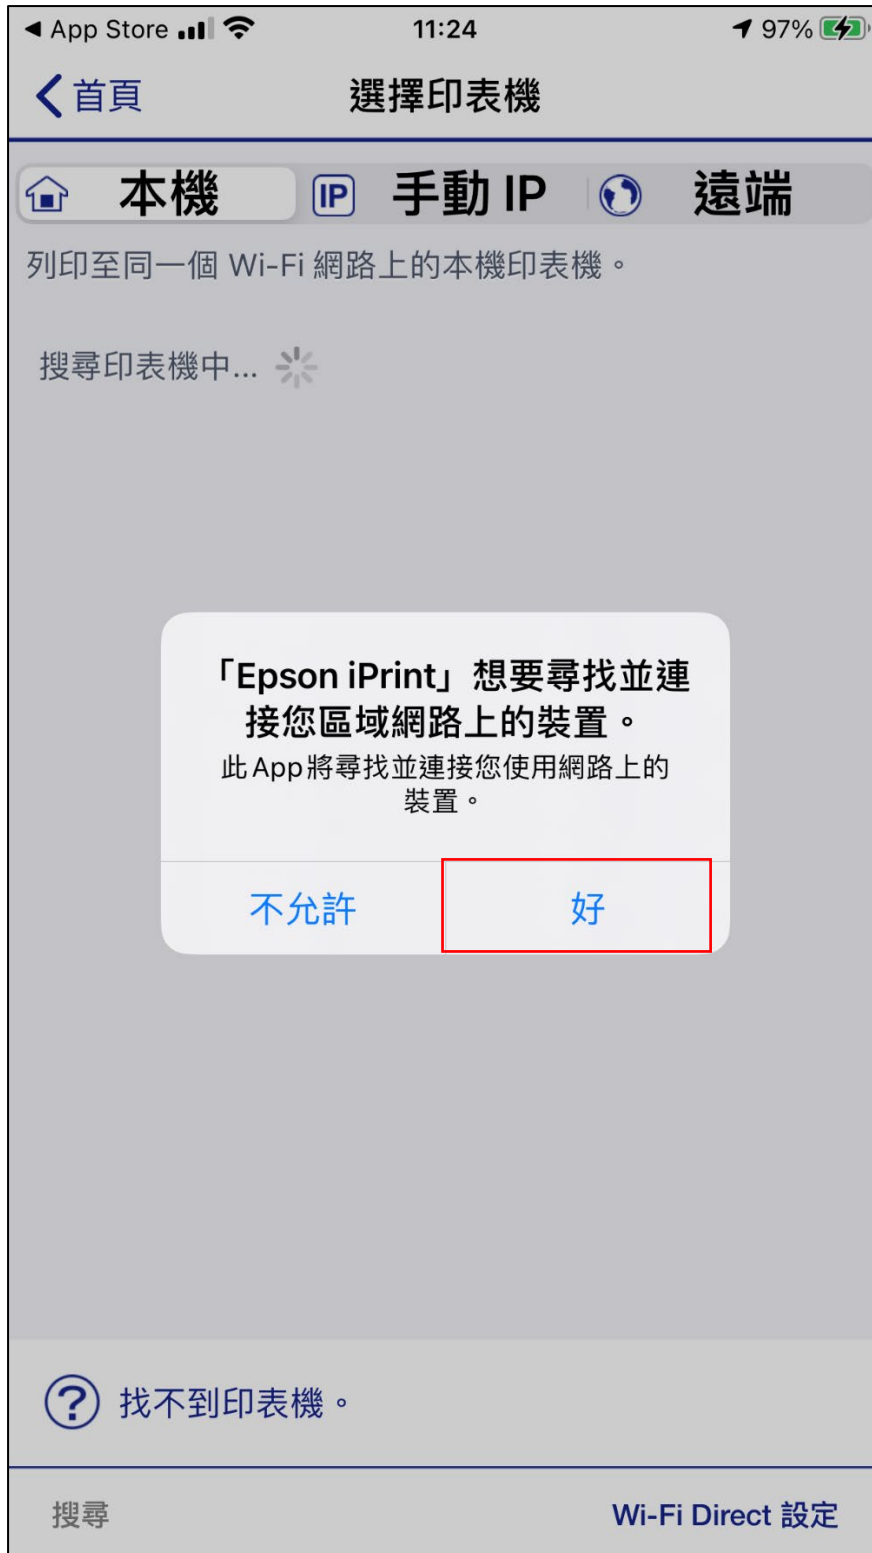 ◀ App Store 11:24 97%
首頁 選擇印表機
本機 IP 手動 IP 遠端
列印至同一個 Wi-Fi 網路上的本機印表機。
搜尋印表機中...
「Epson iPrint」想要尋找並連
接您區域網路上的裝置。
此 App 將尋找並連接您使用網路上的
裝置。
不允許 好
? 找不到印表機。
搜尋 Wi-Fi Direct 設定